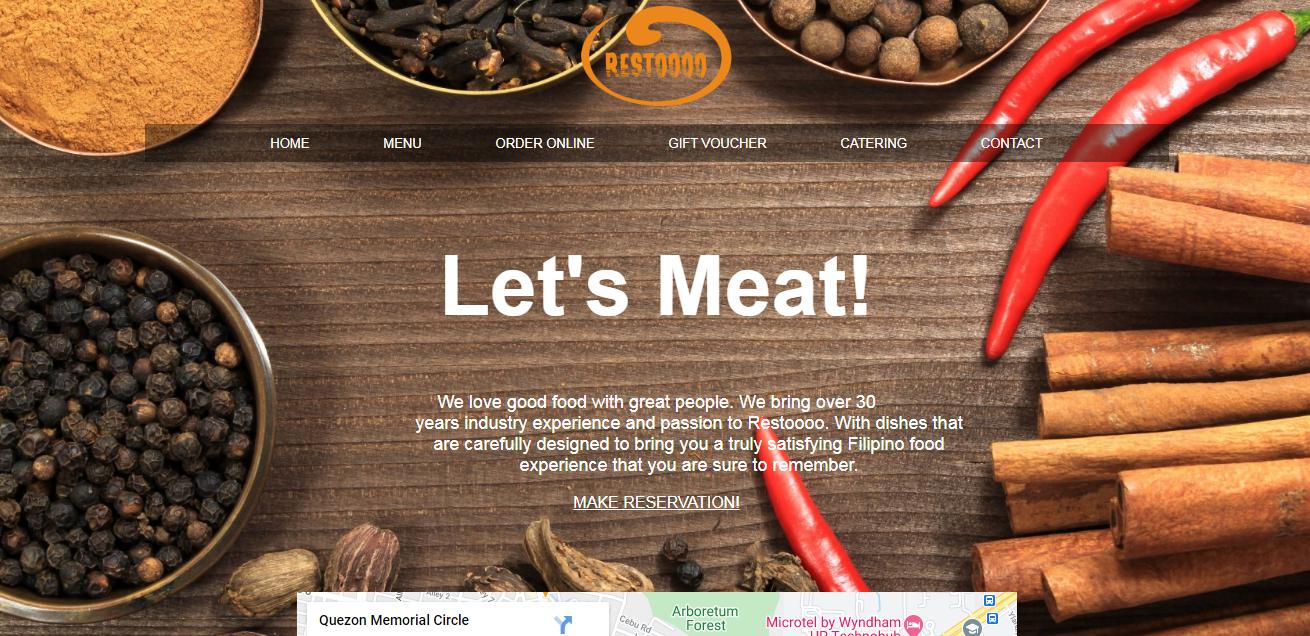 RESTOOOO
HOME MENU ORDER ONLINE GIFT VOUCHER CATERING CONTACT
Let's Meat!
We love good food with great people. We bring over 30
years industry experience and passion to Restoooo. With dishes that
are carefully designed to bring you a truly satisfying Filipino food
experience that you are sure to remember.
MAKE RESERVATION!
Quezon Memorial Circle
Alley 2
Cebu Rd
Arboretum
Forest
Microtel by Wyndham
UP Technohub